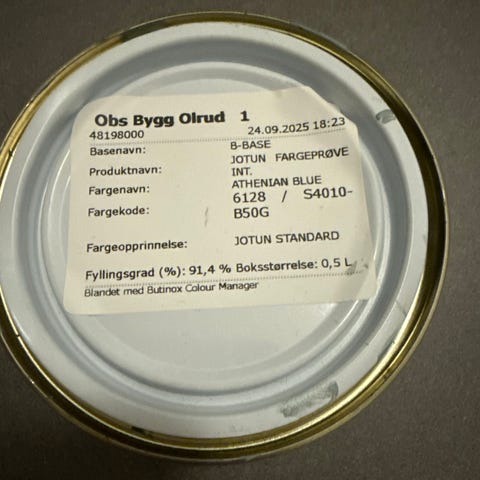 Obs Bygg Olrud 1
48198000 24.09.2025 18:23
Basenavn: B-BASE
Produktnavn: JOTUN FARGEPRØVE INT.
Fargenavn: ATHENIAN BLUE
Fargekode: 6128 / S4010-B50G
Fargeopprinnelse: JOTUN STANDARD
Fyllingsgrad (%): 91,4 % Boksstørrelse: 0,5 L
Blandet med Butinox Colour Manager